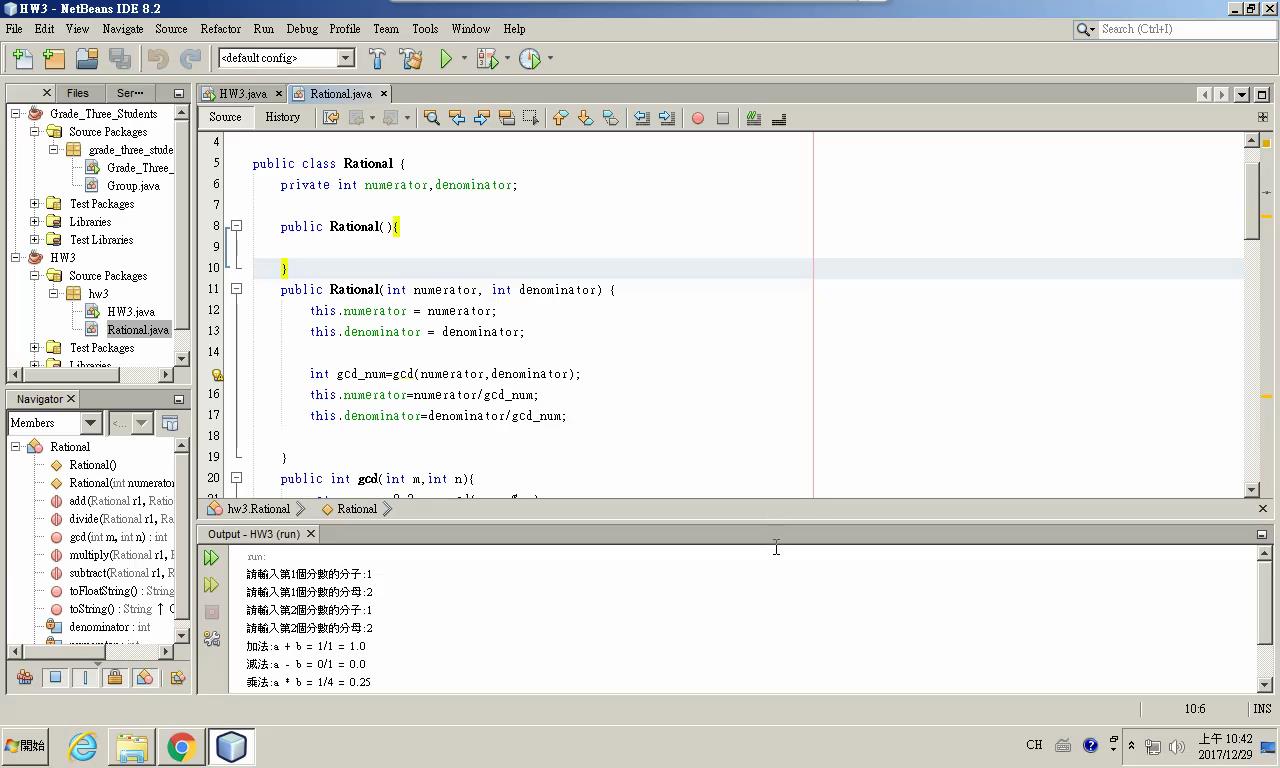 HW3 - NetBeans IDE 8.2
File Edit View Navigate Source Refactor Run Debug Profile Team Tools Window Help
Search (Ctrl+I)
<default config>
Files Ser...
Grade_Three_Students
Source Packages
grade_three_stude
Grade_Three_
Group.java
Test Packages
Libraries
Test Libraries
HW3
Source Packages
hw3
HW3.java
Rational.java
Test Packages
Libraries
HW3.java Rational.java
Source History
4
5 public class Rational {
6 private int numerator,denominator;
7
8 public Rational(){
9
10 }
11 public Rational(int numerator, int denominator) {
12 this.numerator = numerator;
13 this.denominator = denominator;
14
int gcd_num=gcd(numerator,denominator);
16 this.numerator=numerator/gcd_num;
17 this.denominator=denominator/gcd_num;
18
19 }
20 public int gcd(int m,int n){
hw3.Rational Rational
Navigator
Members <...
Rational
Rational()
Rational(int numerator
add(Rational r1, Ra
divide(Rational r1,
gcd(int m, int n) : int
multiply(Rational r1
subtract(Rational r1,
toFloatString() : String
toString() : String ↑ O
denominator : int
Output - HW3 (run)
run:
請輸入第1個分數的分子:1
請輸入第1個分數的分母:2
請輸入第2個分數的分子:1
請輸入第2個分數的分母:2
加法:a + b = 1/1 = 1.0
減法:a - b = 0/1 = 0.0
乘法:a * b = 1/4 = 0.25
10:6 INS
開始
CH
上午 10:42
2017/12/29